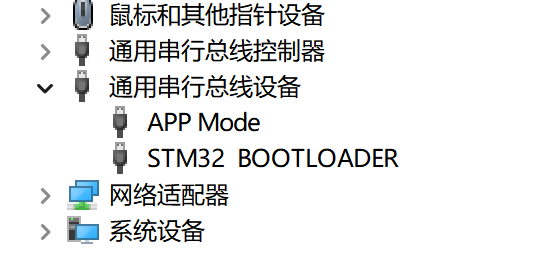 鼠标和其他指针设备
通用串行总线控制器
通用串行总线设备
APP Mode
STM32  BOOTLOADER
网络适配器
系统设备